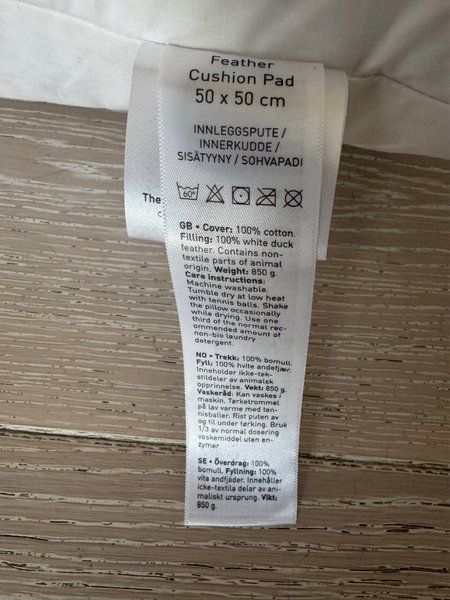 Feather
Cushion Pad
50 x 50 cm
INNLEGGSPUTE /
INNERKUDDE /
SISÄTYYNY / SOHVAPADI
60°
The
GB • Cover: 100% cotton.
Filling: 100% white duck
feather. Contains non-
textile parts of animal
origin. Weight: 850 g.
Care instructions:
Machine washable.
Tumble dry at low heat
with tennis balls. Shake
the pillow occasionally
while drying. Use one
third of the normal rec-
ommended amount of
non-bio laundry
detergent.
NO • Trekk: 100% bomull.
Fyll: 100% hvite andefjær.
Inneholder ikke-tek-
stildeler av animalsk
opprinnelse. Vekt: 850 g.
Vaskeråd: Kan vaskes i
maskin. Tørketrommel
på lav varme med ten-
nisballer. Rist puten av
og til under tørking. Bruk
1/3 av normal dosering
vaskemiddel uten en-
zymer.
SE • Överdrag: 100%
bomull. Fyllning: 100%
vita andfjäder. Innehåller
icke-textila delar av an-
imaliskt ursprung. Vikt:
850 g.